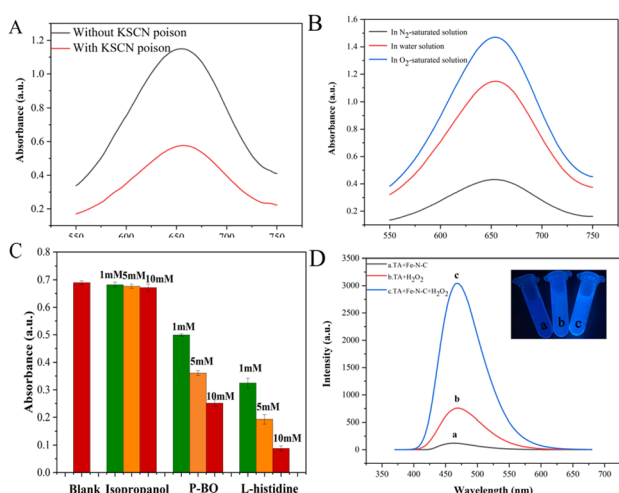 A
Without KSCN poison
With KSCN poison
Absorbance (a.u.)
1.2
1.0
0.8
0.6
0.4
0.2
550
600
650
700
750
B
In N2-saturated solution
In water solution
In O2-saturated solution
Absorbance (a.u.)
1.6
1.4
1.2
1.0
0.8
0.6
0.4
0.2
550
600
650
700
750
C
Absorbance (a.u.)
0.8
0.7
0.6
0.5
0.4
0.3
0.2
0.1
0.0
1mM
5mM
10mM
1mM
5mM
10mM
1mM
5mM
10mM
Blank
Isopropanol
P-BO
L-histidine
D
a.TA+Fe-N-C
b.TA+H2O2
c.TA+Fe-N-C+H2O2
Intensity (a.u.)
3500
3000
2500
2000
1500
1000
500
0
350
400
450
500
550
600
650
c
b
a
a
b
c
Wavelength (nm)